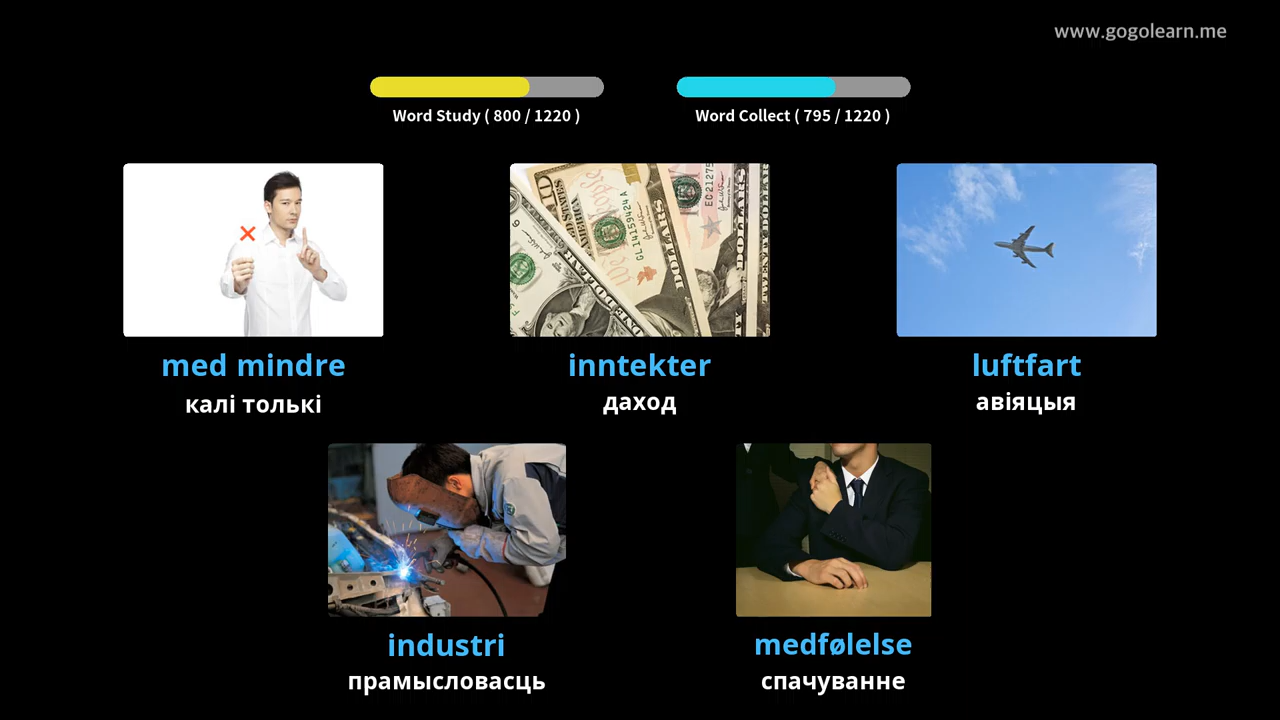 www.gogolearn.me
Word Study ( 800 / 1220 )
Word Collect ( 795 / 1220 )
med mindre
калі толькі
inntekter
даход
luftfart
авіяцыя
industri
прамысловасць
medfølelse
спачуванне